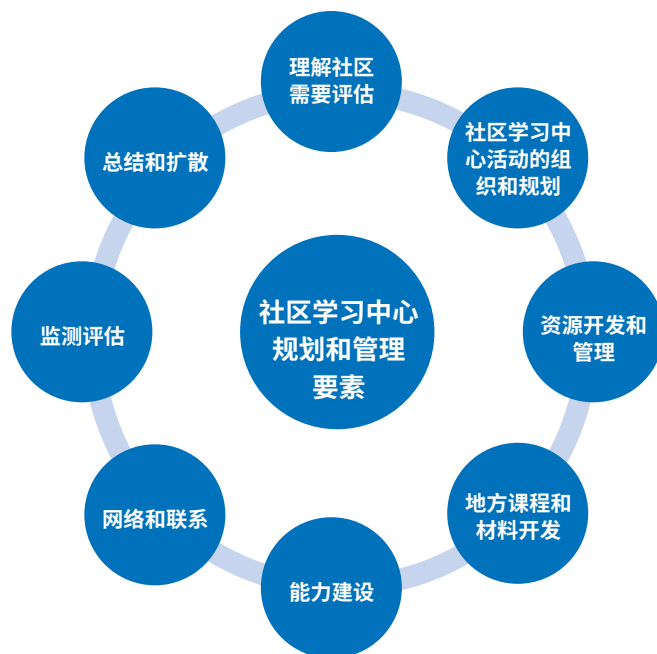 理解社区
需要评估
社区学习中
心活动的组
织和规划
资源开发和
管理
地方课程和
材料开发
能力建设
网络和联系
监测评估
总结和扩散
社区学习中心
规划和管理
要素